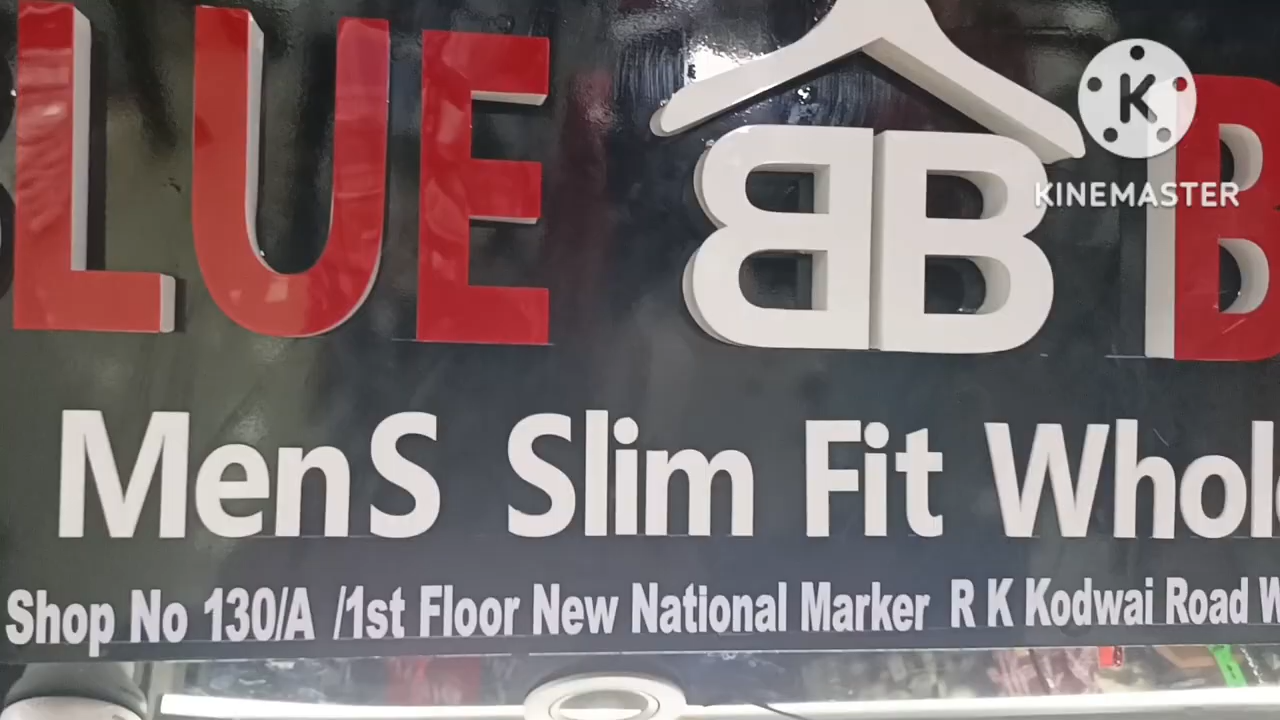 LUE BB B
K
KINEMASTER
MenS Slim Fit Whol
Shop No 130/A /1st Floor New National Marker R K Kodwai Road W